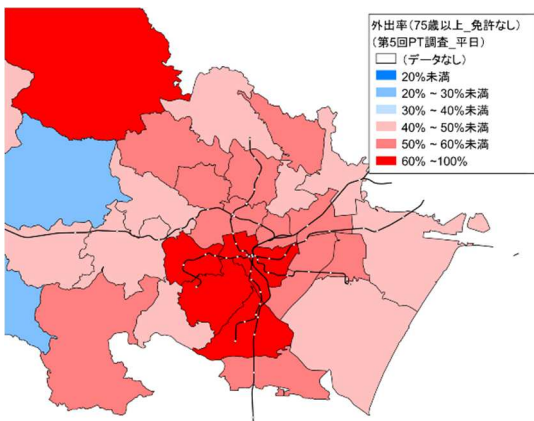 外出率(75歳以上_免許なし)
(第5回PT調査_平日)
(データなし)
20%未満
20% ~ 30%未満
30% ~ 40%未満
40% ~ 50%未満
50% ~ 60%未満
60% ~100%